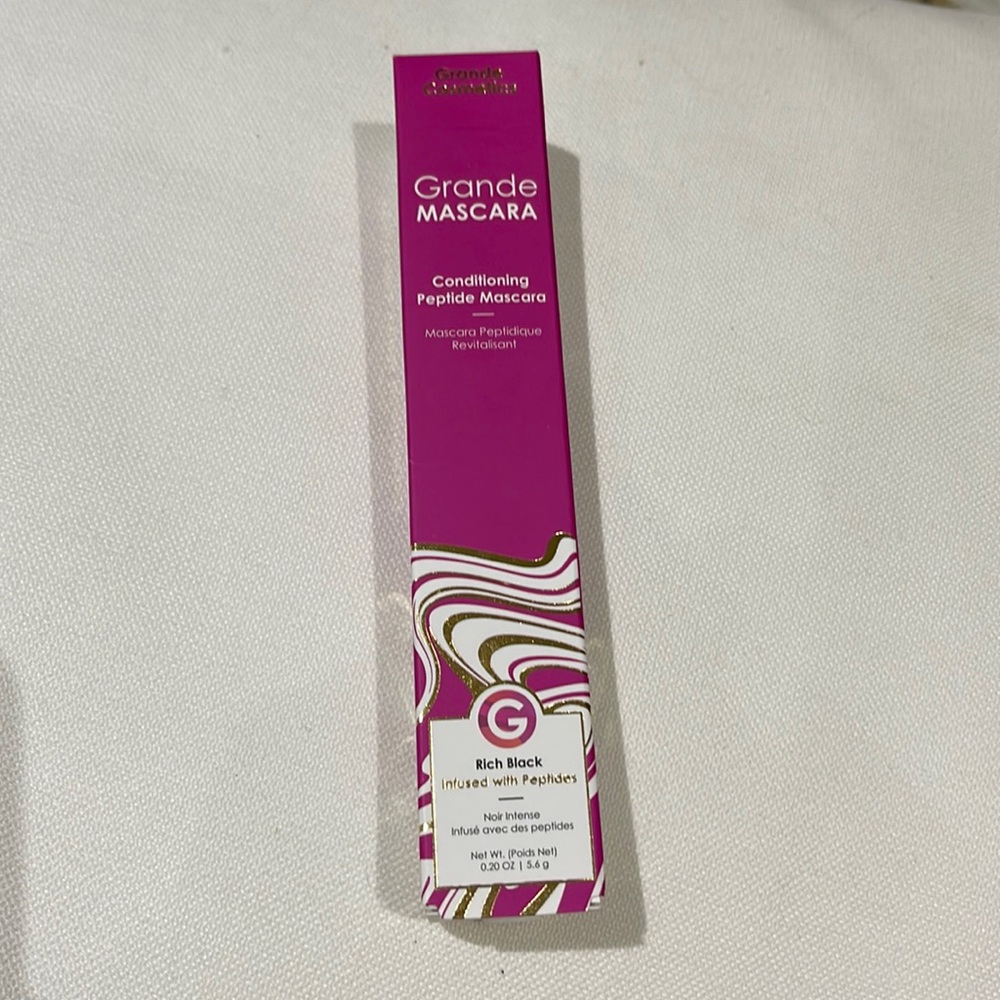 Grande
Cosmetics
Grande
MASCARA
Conditioning
Peptide Mascara
Mascara Peptidique
Revitalisant
G
Rich Black
Infused with Peptides
Noir Intense
Infusé avec des peptides
Net Wt. (Poids Net)
0.20 OZ | 5.6 g